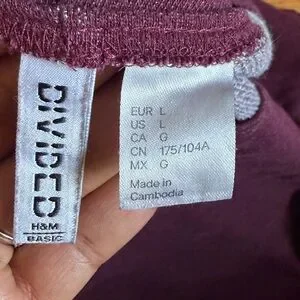 DIVIDED
H&M
BASIC
EUR L
US L
CA G
CN 175/104A
MX G
Made in
Cambodia